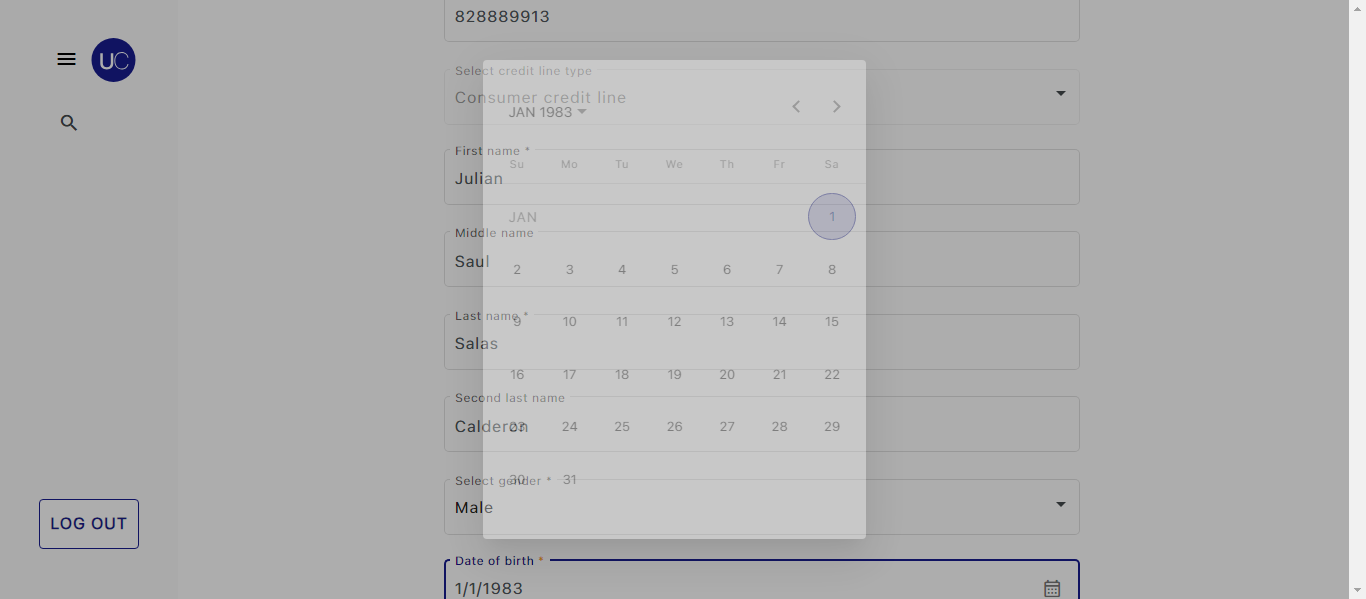 828889913
UC
Select credit line type
Consumer credit line
JAN 1983
First name *
Su Mo Tu We Th Fr Sa
Julian
JAN 1
Middle name
Saul
2 3 4 5 6 7 8
Last name *
9 10 11 12 13 14 15
Salas
16 17 18 19 20 21 22
Second last name
Calderon
23 24 25 26 27 28 29
Select gender *
30 31
Male
LOG OUT
Date of birth *
1/1/1983